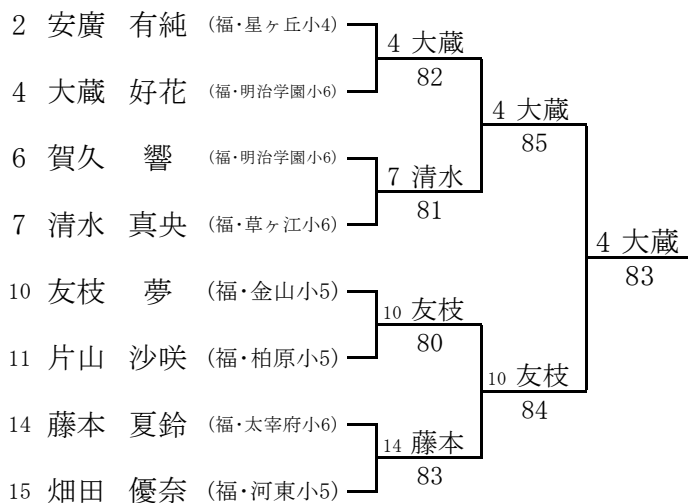 2 安廣 有純 (福・星ヶ丘小4)
4 大蔵
82
4 大蔵 好花 (福・明治学園小6)
4 大蔵
85
6 賀久 響 (福・明治学園小6)
7 清水
81
7 清水 真央 (福・草ヶ江小6)
4 大蔵
83
10 友枝 夢 (福・金山小5)
10 友枝
80
11 片山 沙咲 (福・柏原小5)
10 友枝
84
14 藤本 夏鈴 (福・太宰府小6)
14 藤本
83
15 畑田 優奈 (福・河東小5)